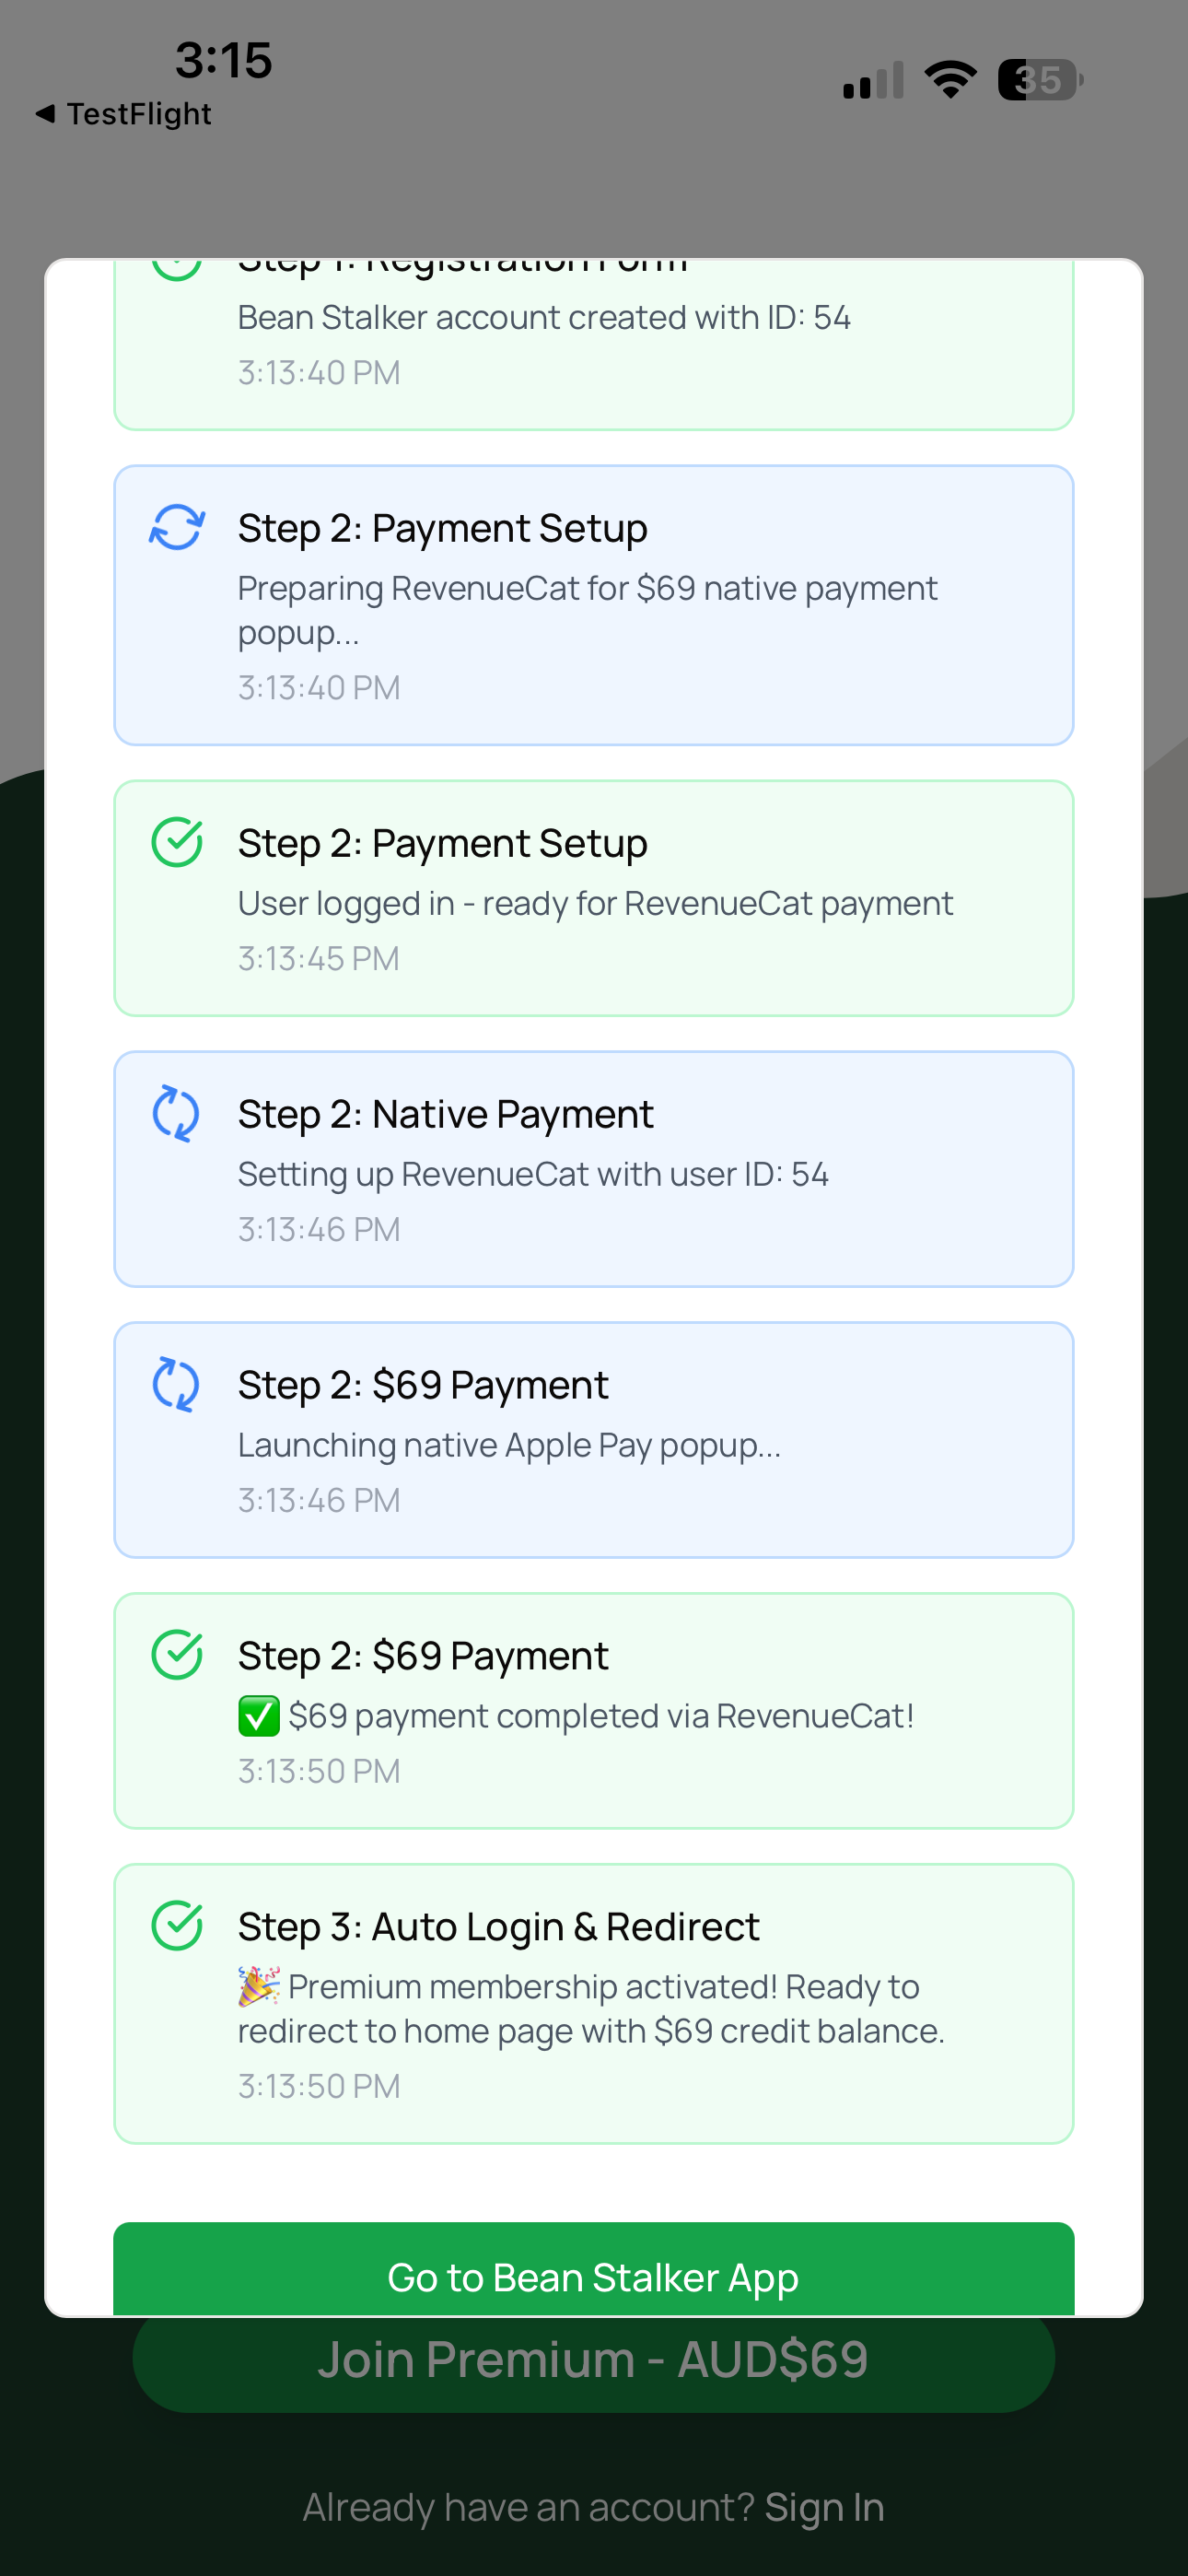 3:15
35
◀ TestFlight
Step 1: Registration Form
Bean Stalker account created with ID: 54
3:13:40 PM
Step 2: Payment Setup
Preparing RevenueCat for $69 native payment
popup...
3:13:40 PM
Step 2: Payment Setup
User logged in - ready for RevenueCat payment
3:13:45 PM
Step 2: Native Payment
Setting up RevenueCat with user ID: 54
3:13:46 PM
Step 2: $69 Payment
Launching native Apple Pay popup...
3:13:46 PM
Step 2: $69 Payment
✅ $69 payment completed via RevenueCat!
3:13:50 PM
Step 3: Auto Login & Redirect
🎉 Premium membership activated! Ready to
redirect to home page with $69 credit balance.
3:13:50 PM
Go to Bean Stalker App
Join Premium - AUD$69
Already have an account? Sign In